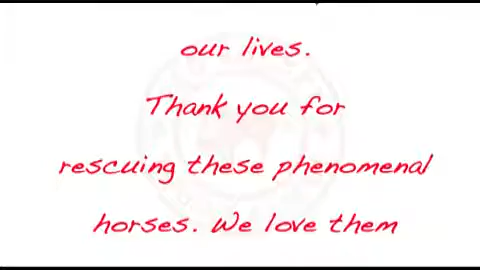 our lives.
Thank you for
rescuing these phenomenal
horses. We love them